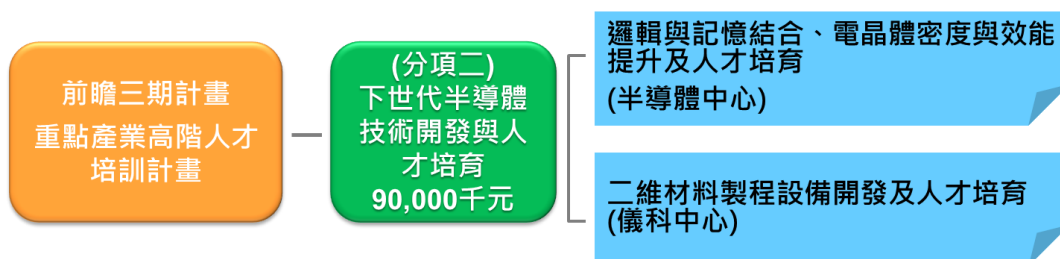 前瞻三期計畫
重點產業高階人才
培訓計畫
(分項二)
下世代半導體
技術開發與人
才培育
90,000千元
邏輯與記憶結合、電晶體密度與效能
提升及人才培育
(半導體中心)
二維材料製程設備開發及人才培育
(儀科中心)